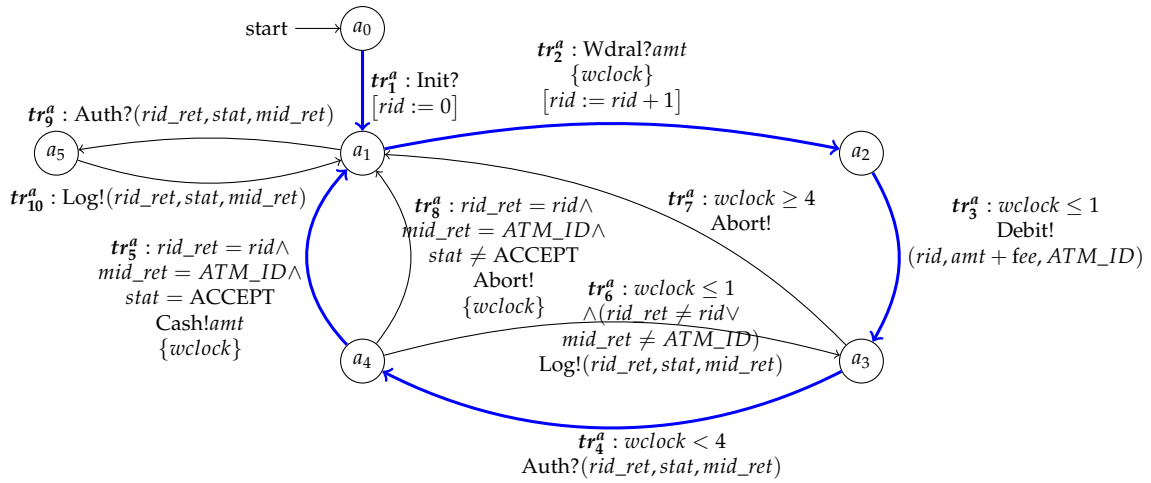 start
a₀
tr₁ᵃ : Init?
[rid := 0]
tr₂ᵃ : Wdral?amt
{wclock}
[rid := rid + 1]
tr₉ᵃ : Auth?(rid_ret, stat, mid_ret)
a₅
a₁
a₂
tr₁₀ᵃ : Log!(rid_ret, stat, mid_ret)
tr₃ᵃ : wclock ≤ 1
Debit!
(rid, amt + fee, ATM_ID)
tr₇ᵃ : wclock ≥ 4
Abort!
tr₈ᵃ : rid_ret = rid∧
mid_ret = ATM_ID∧
stat ≠ ACCEPT
Abort!
{wclock}
tr₅ᵃ : rid_ret = rid∧
mid_ret = ATM_ID∧
stat = ACCEPT
Cash!amt
{wclock}
tr₆ᵃ : wclock ≤ 1
∧(rid_ret ≠ rid∨
mid_ret ≠ ATM_ID)
Log!(rid_ret, stat, mid_ret)
a₄
a₃
tr₄ᵃ : wclock < 4
Auth?(rid_ret, stat, mid_ret)